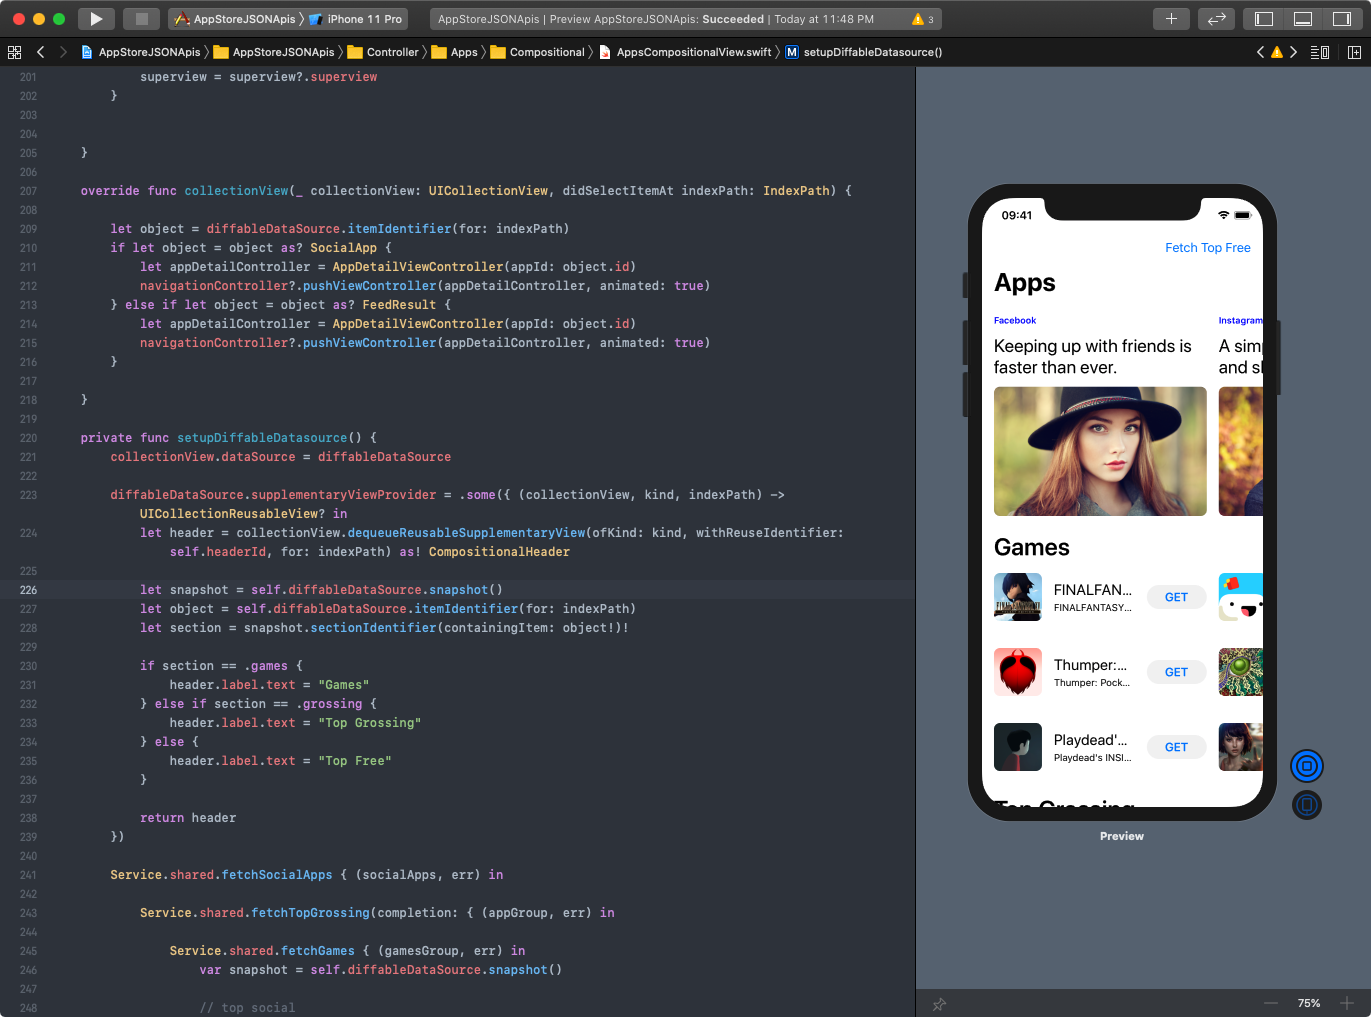 AppStoreJSONApis 〉 iPhone 11 Pro
AppStoreJSONApis | Preview AppStoreJSONApis: Succeeded | Today at 11:48 PM
3
AppStoreJSONApis 〉 AppStoreJSONApis 〉 Controller 〉 Apps 〉 Compositional 〉 AppsCompositionalView.swift 〉 M setupDiffableDatasource()
201 superview = superview?.superview
202 }
203
204
205 }
206
207 override func collectionView(_ collectionView: UICollectionView, didSelectItemAt indexPath: IndexPath) {
208
209 let object = diffableDataSource.itemIdentifier(for: indexPath)
210 if let object = object as? SocialApp {
211 let appDetailController = AppDetailViewController(appId: object.id)
212 navigationController?.pushViewController(appDetailController, animated: true)
213 } else if let object = object as? FeedResult {
214 let appDetailController = AppDetailViewController(appId: object.id)
215 navigationController?.pushViewController(appDetailController, animated: true)
216 }
217
218 }
219
220 private func setupDiffableDatasource() {
221 collectionView.dataSource = diffableDataSource
222
223 diffableDataSource.supplementaryViewProvider = .some({ (collectionView, kind, indexPath) ->
UICollectionReusableView? in
224 let header = collectionView.dequeueReusableSupplementaryView(ofKind: kind, withReuseIdentifier:
self.headerId, for: indexPath) as! CompositionalHeader
225
226 let snapshot = self.diffableDataSource.snapshot()
227 let object = self.diffableDataSource.itemIdentifier(for: indexPath)
228 let section = snapshot.sectionIdentifier(containingItem: object!)!
229
230 if section == .games {
231 header.label.text = "Games"
232 } else if section == .grossing {
233 header.label.text = "Top Grossing"
234 } else {
235 header.label.text = "Top Free"
236 }
237
238 return header
239 })
240
241 Service.shared.fetchSocialApps { (socialApps, err) in
242
243 Service.shared.fetchTopGrossing(completion: { (appGroup, err) in
244
245 Service.shared.fetchGames { (gamesGroup, err) in
246 var snapshot = self.diffableDataSource.snapshot()
247
248 // top social
09:41
Fetch Top Free
Apps
Facebook
Instagram
Keeping up with friends is
faster than ever.
A simp
and sh
Games
FINALFAN...
FINALFANTASY...
GET
Thumper:...
Thumper: Pock...
GET
Playdead'...
Playdead's INSI...
GET
Top Grossing
Preview
75%